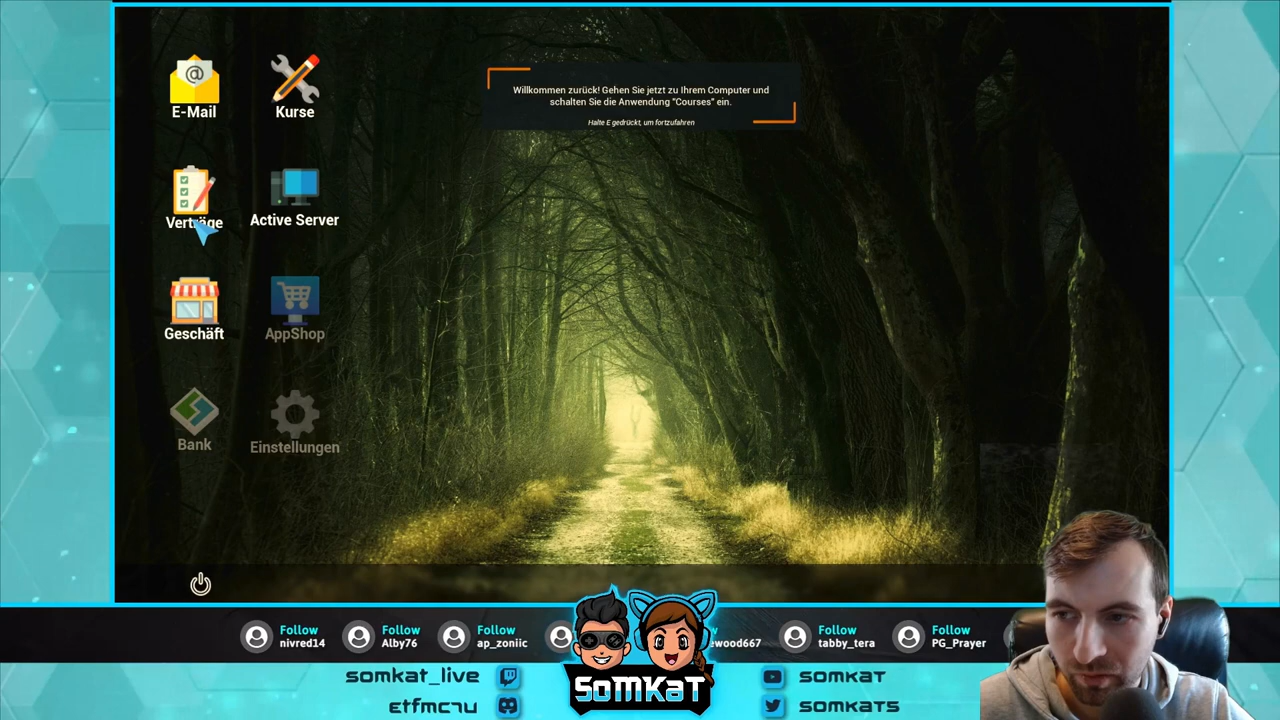 E-Mail
Kurse
Willkommen zurück! Gehen Sie jetzt zu Ihrem Computer und
schalten Sie die Anwendung "Courses" ein.
Halte E gedrückt, um fortzufahren
Verträge
Active Server
Geschäft
AppShop
Bank
Einstellungen
Follow
nivred14
Follow
Alby76
Follow
ap_zoniic
Follow
tabby_tera
Follow
PG_Prayer
somkat_live
SOMKAT
SOMKAT
SOMKATS